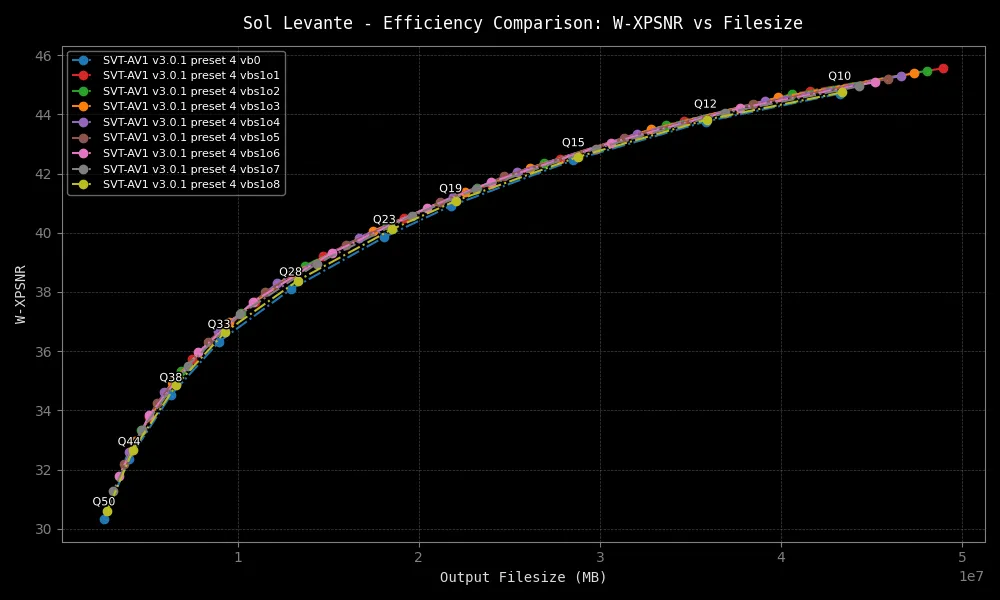 Sol Levante - Efficiency Comparison: W-XPSNR vs Filesize
SVT-AV1 v3.0.1 preset 4 vb0
SVT-AV1 v3.0.1 preset 4 vbs1o1
SVT-AV1 v3.0.1 preset 4 vbs1o2
SVT-AV1 v3.0.1 preset 4 vbs1o3
SVT-AV1 v3.0.1 preset 4 vbs1o4
SVT-AV1 v3.0.1 preset 4 vbs1o5
SVT-AV1 v3.0.1 preset 4 vbs1o6
SVT-AV1 v3.0.1 preset 4 vbs1o7
SVT-AV1 v3.0.1 preset 4 vbs1o8
W-XPSNR
46
44
42
40
38
36
34
32
30
Q10
Q12
Q15
Q19
Q23
Q28
Q33
Q38
Q44
Q50
1
2
3
4
5
1e7
Output Filesize (MB)